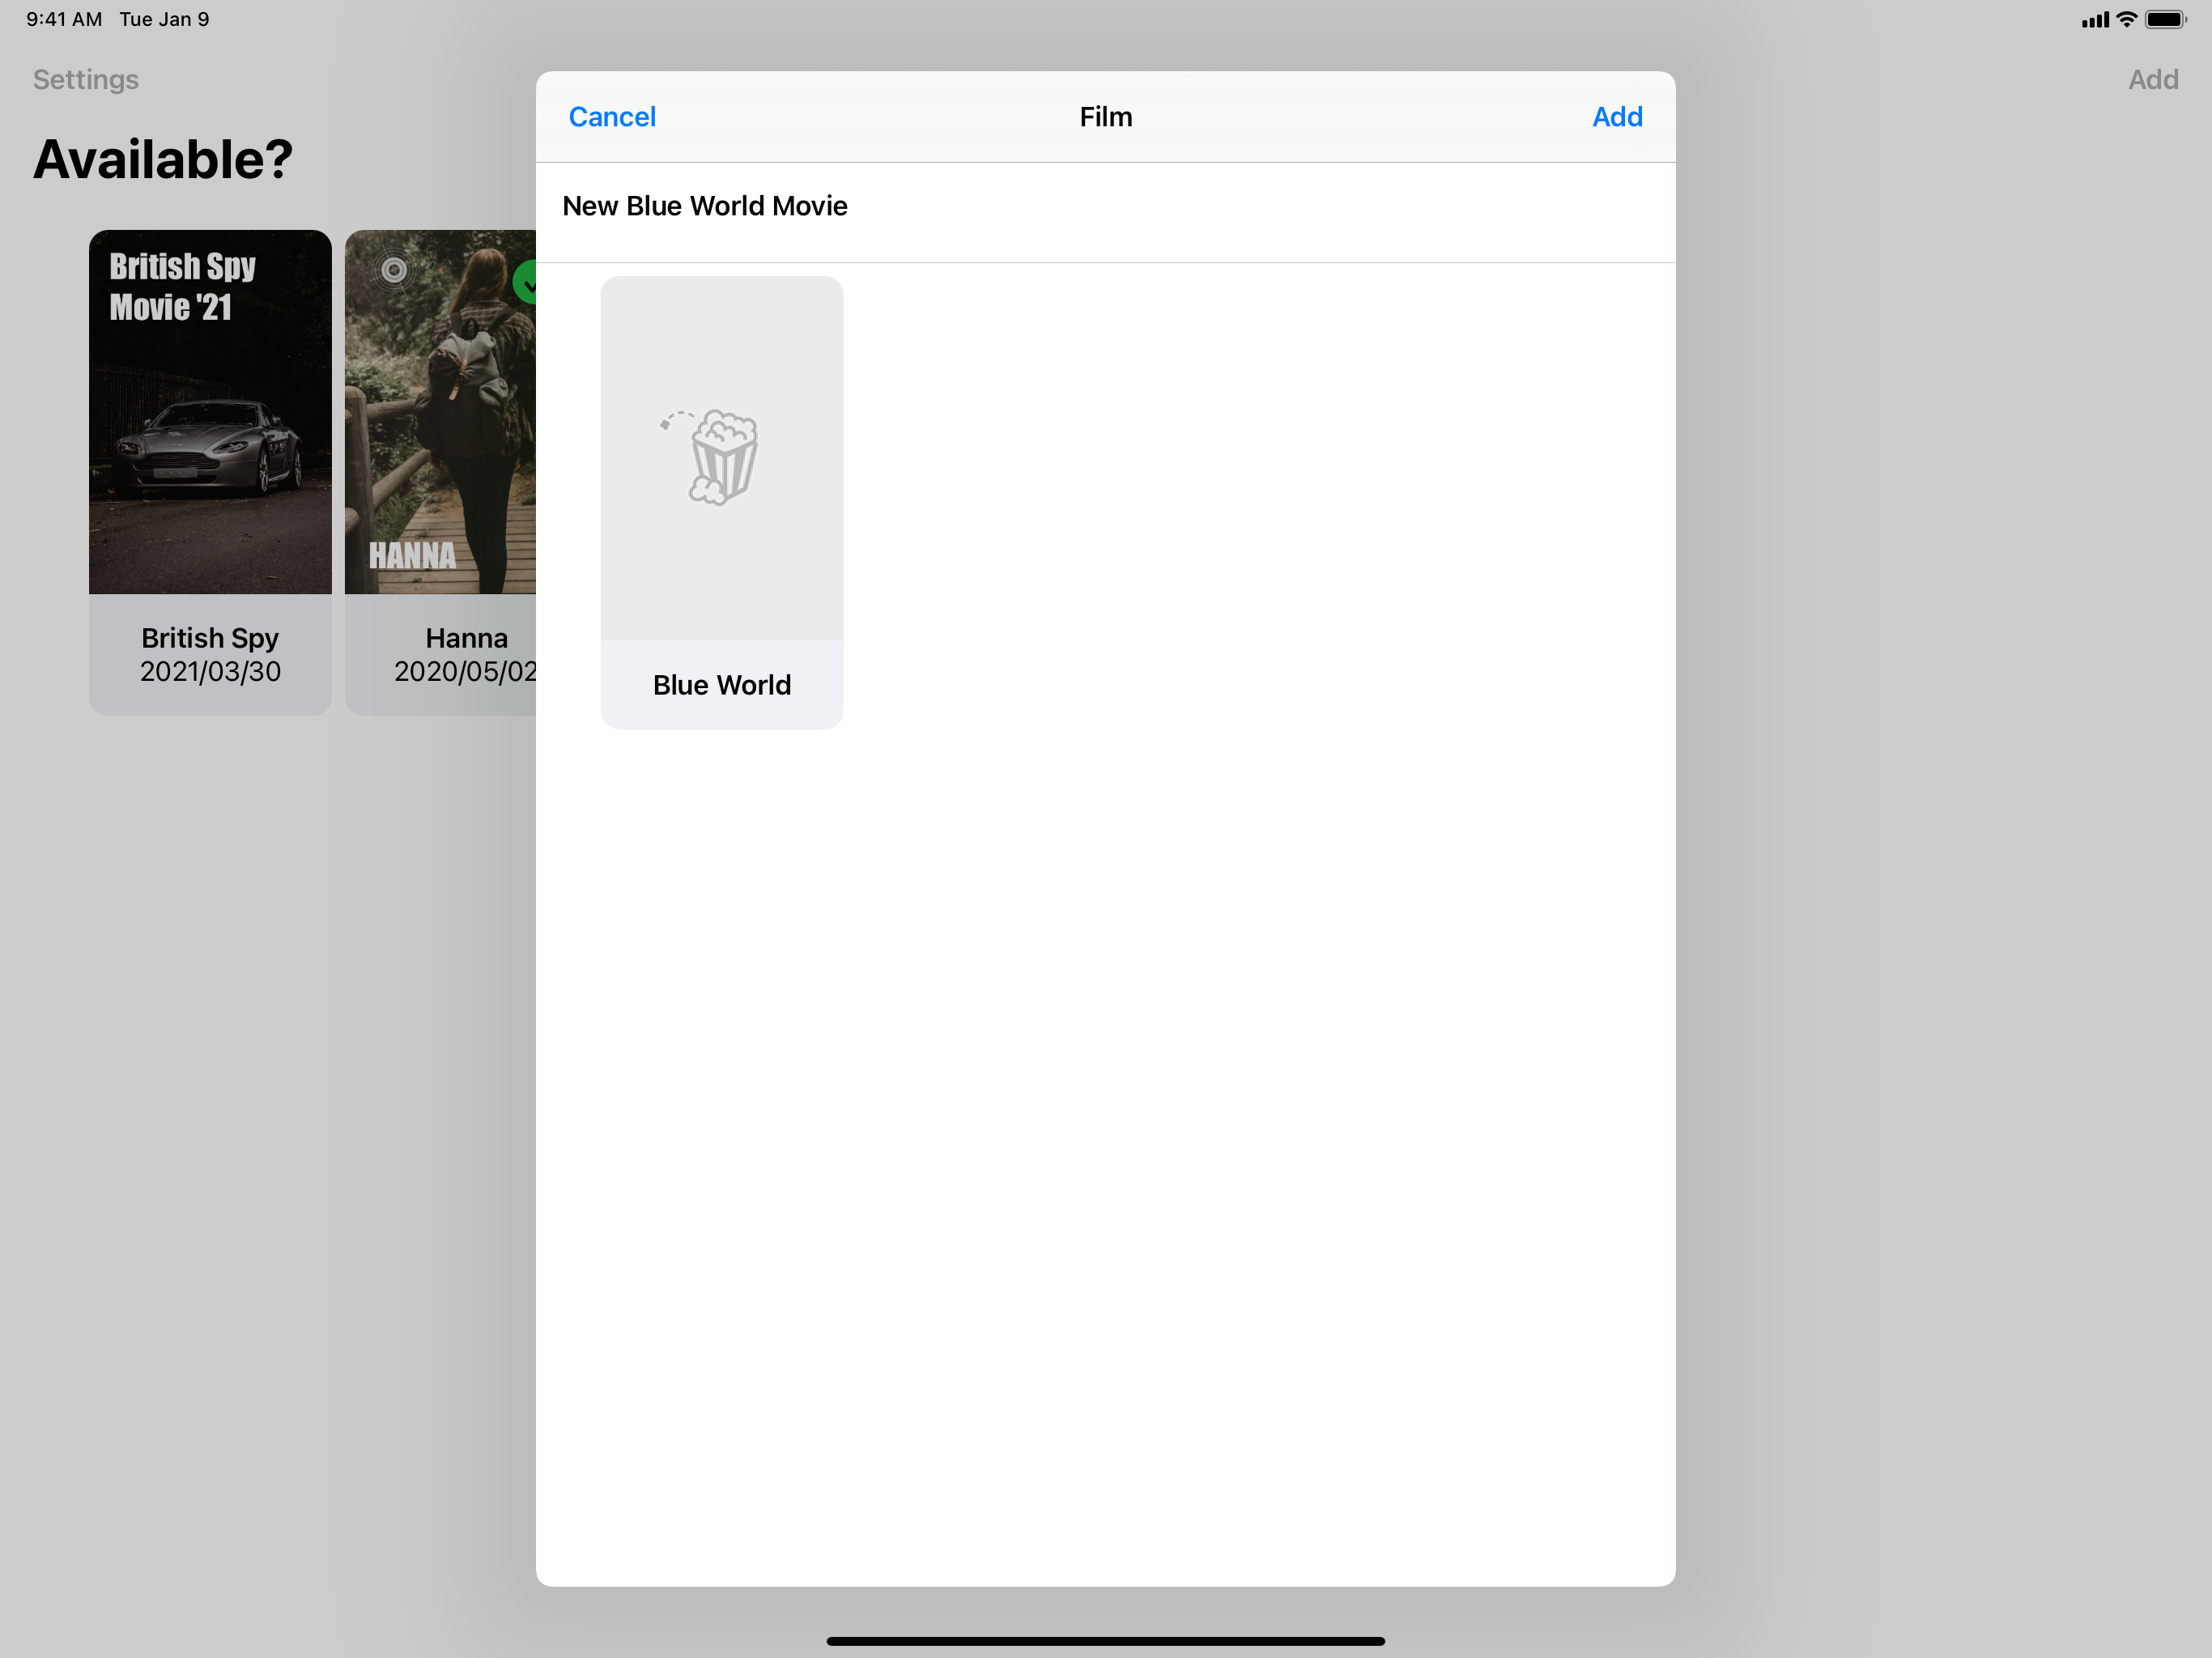 9:41 AM Tue Jan 9
Settings
Add
Available?
British Spy
Movie '21
British Spy
2021/03/30
HANNA
Hanna
2020/05/02
Cancel
Film
Add
New Blue World Movie
Blue World